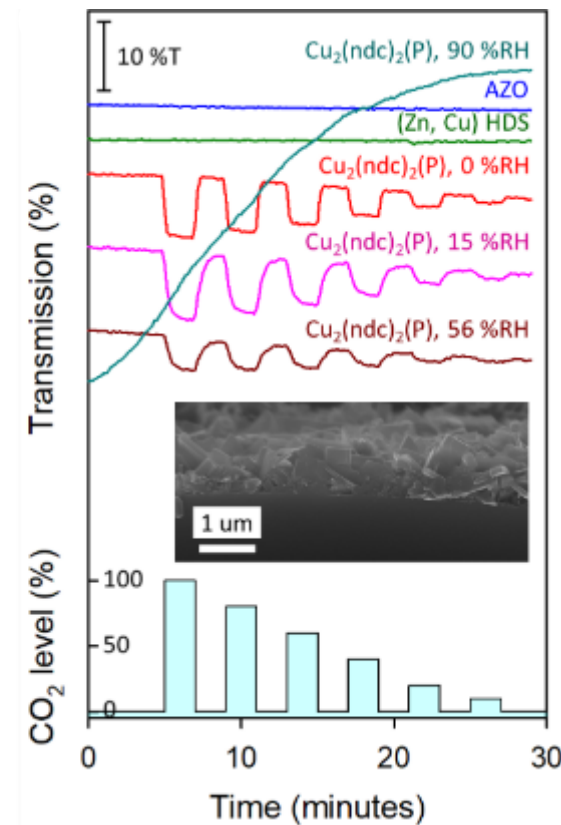 10 %T
Cu₂(ndc)₂(P), 90 %RH
AZO
(Zn, Cu) HDS
Cu₂(ndc)₂(P), 0 %RH
Cu₂(ndc)₂(P), 15 %RH
Cu₂(ndc)₂(P), 56 %RH
Transmission (%)
1 um
CO₂ level (%)
100
50
0
0 10 20 30
Time (minutes)